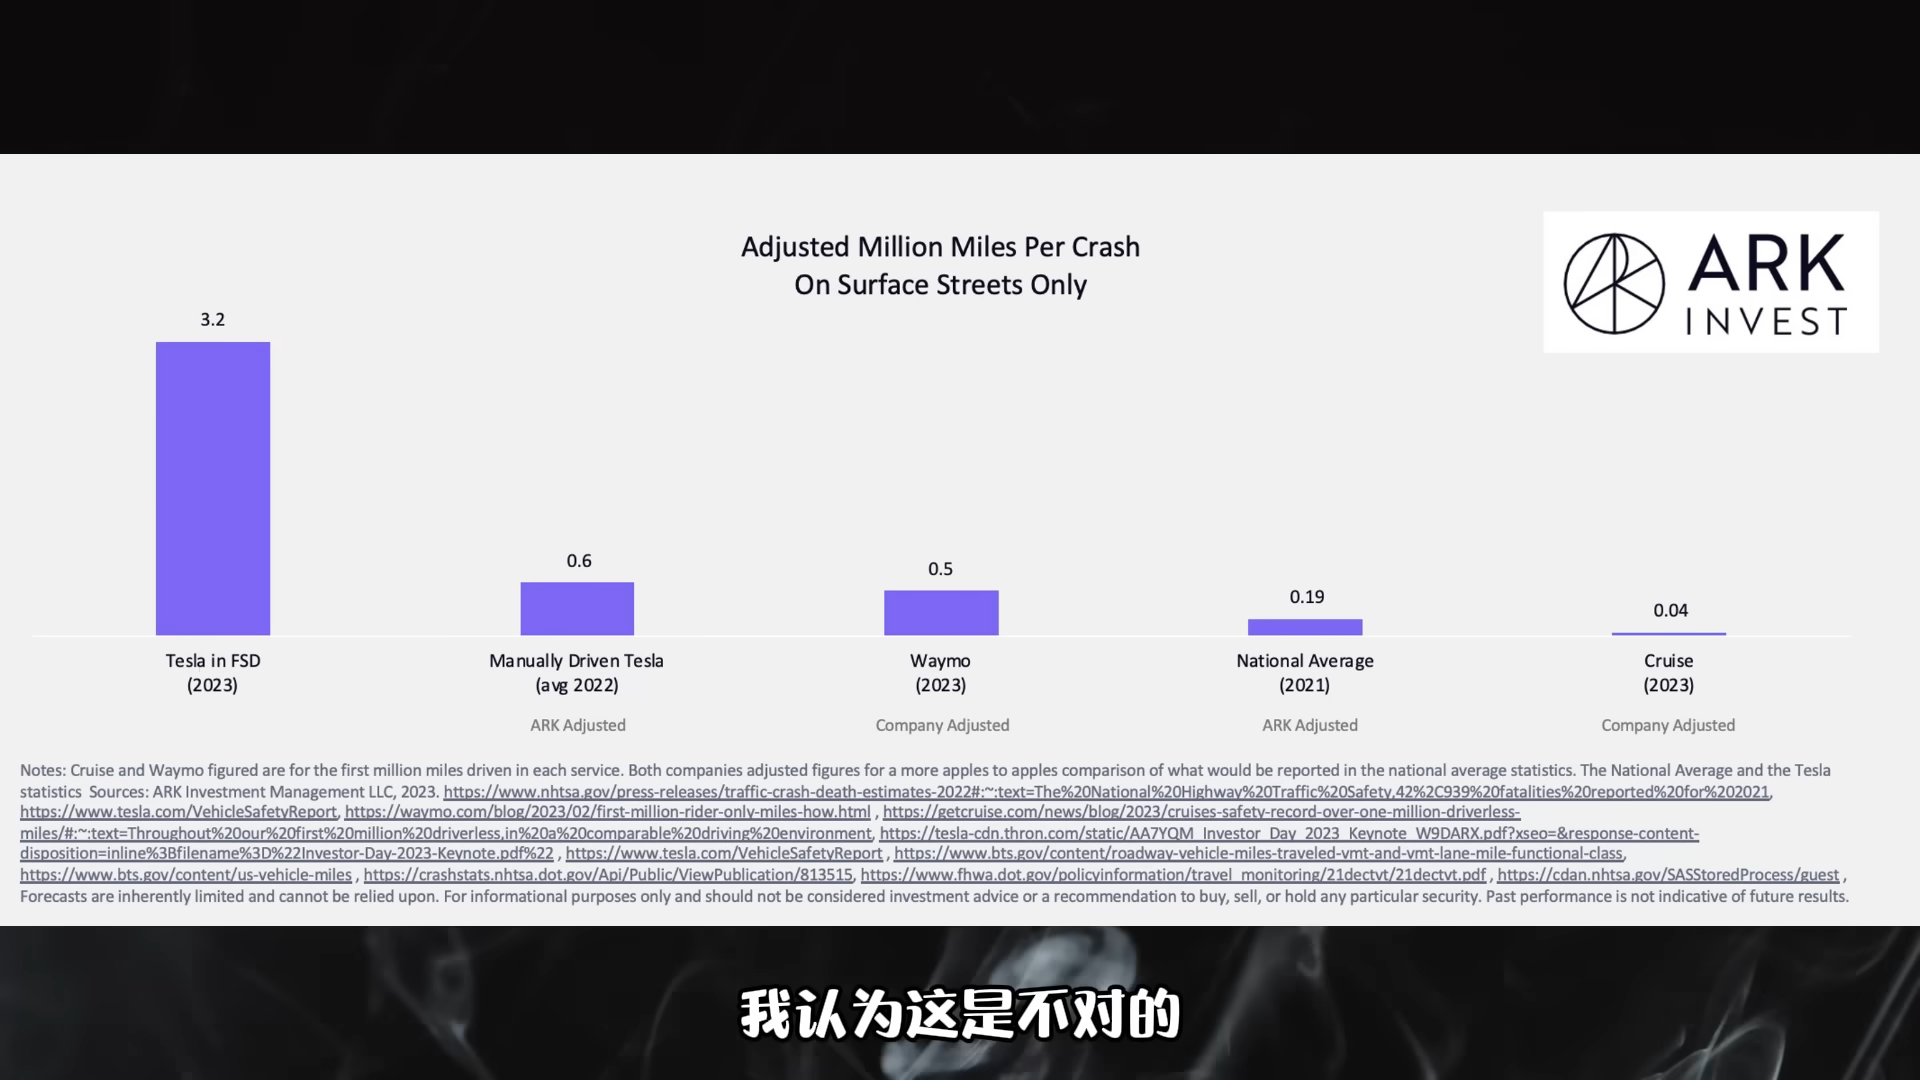 Adjusted Million Miles Per Crash
On Surface Streets Only
ARK
INVEST
3.2
0.6
0.5
0.19
0.04
Tesla in FSD
(2023)
Manually Driven Tesla
(avg 2022)
ARK Adjusted
Waymo
(2023)
Company Adjusted
National Average
(2021)
ARK Adjusted
Cruise
(2023)
Company Adjusted
Notes: Cruise and Waymo figured are for the first million miles driven in each service. Both companies adjusted figures for a more apples to apples comparison of what would be reported in the national average statistics. The National Average and the Tesla
statistics Sources: ARK Investment Management LLC, 2023. https://www.nhtsa.gov/press-releases/traffic-crash-death-estimates-2022#:~:text=The%20National%20Highway%20Traffic%20Safety,42%2C939%20fatalities%20reported%20for%202021,
https://www.tesla.com/VehicleSafetyReport, https://waymo.com/blog/2023/02/first-million-rider-only-miles-how.html , https://getcruise.com/news/blog/2023/cruises-safety-record-over-one-million-driverless-
miles/#:~:text=Throughout%20our%20first%20million%20driverless,in%20a%20comparable%20driving%20environment, https://tesla-cdn.thron.com/static/AA7YQM_Investor_Day_2023_Keynote_W9DARX.pdf?xseo=&response-content-
disposition=inline%3Bfilename%3D%22Investor-Day-2023-Keynote.pdf%22 , https://www.tesla.com/VehicleSafetyReport , https://www.bts.gov/content/roadway-vehicle-miles-traveled-vmt-and-vmt-lane-mile-functional-class,
https://www.bts.gov/content/us-vehicle-miles , https://crashstats.nhtsa.dot.gov/Api/Public/ViewPublication/813515, https://www.fhwa.dot.gov/policyinformation/travel_monitoring/21dectvt/21dectvt.pdf , https://cdan.nhtsa.gov/SASStoredProcess/guest ,
Forecasts are inherently limited and cannot be relied upon. For informational purposes only and should not be considered investment advice or a recommendation to buy, sell, or hold any particular security. Past performance is not indicative of future results.
我认为这是不对的